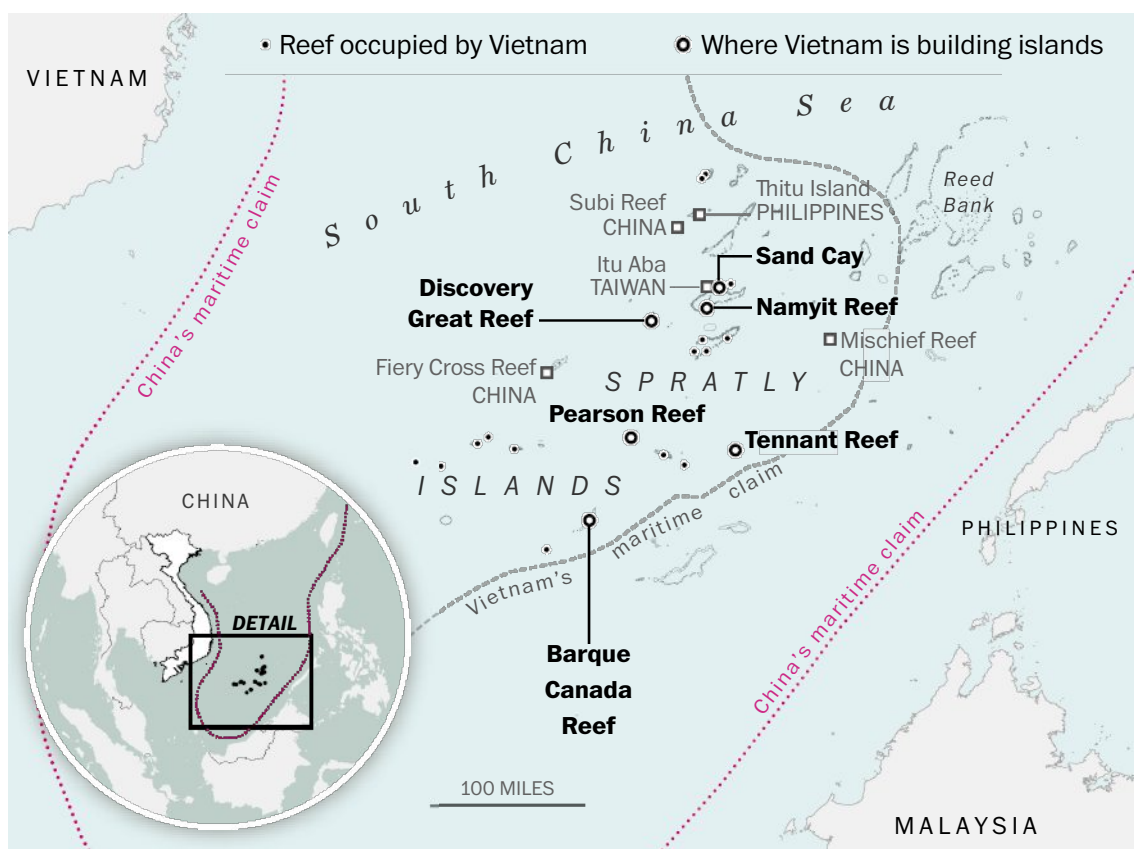 Reef occupied by Vietnam
Where Vietnam is building islands
VIETNAM
South China Sea
China's maritime claim
Reed
Bank
Thitu Island
PHILIPPINES
Subi Reef
CHINA
Sand Cay
Itu Aba
TAIWAN
Discovery
Great Reef
Namyit Reef
Mischief Reef
CHINA
Fiery Cross Reef
CHINA
SPRATLY
Pearson Reef
Tennant Reef
ISLANDS
Vietnam's maritime claim
CHINA
DETAIL
PHILIPPINES
China's maritime claim
Barque
Canada
Reef
100 MILES
MALAYSIA